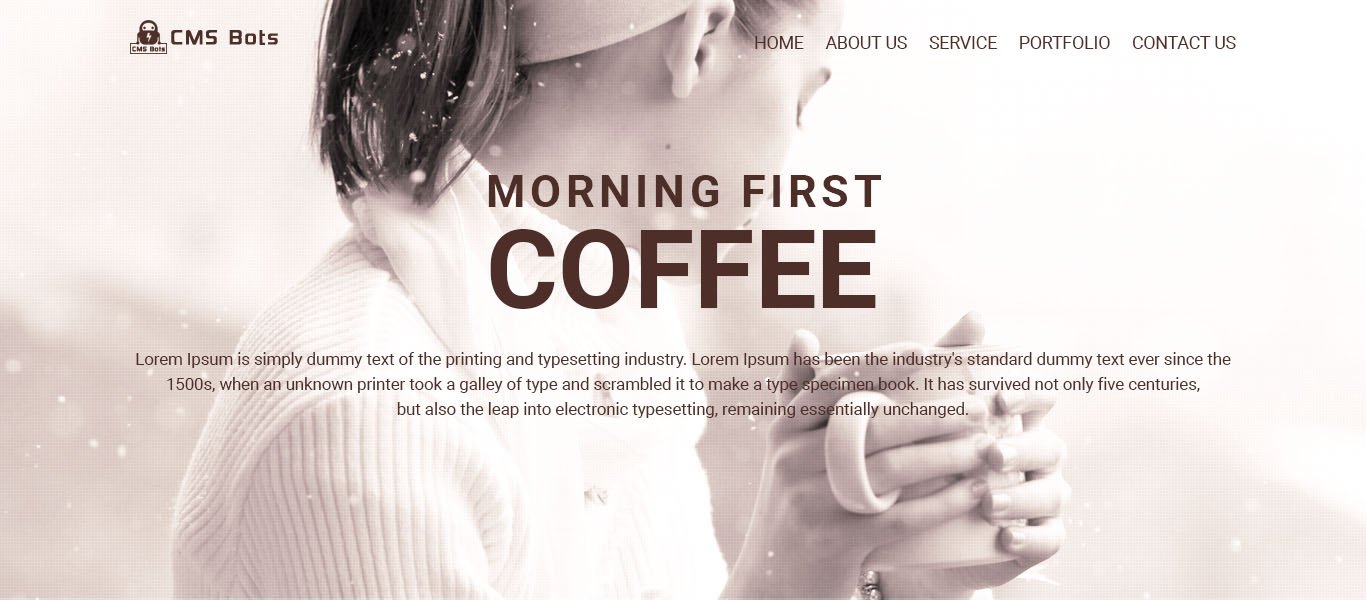 CMS Bots
CMS Bots
HOME ABOUT US SERVICE PORTFOLIO CONTACT US
MORNING FIRST
COFFEE
Lorem Ipsum is simply dummy text of the printing and typesetting industry. Lorem Ipsum has been the industry's standard dummy text ever since the
1500s, when an unknown printer took a galley of type and scrambled it to make a type specimen book. It has survived not only five centuries,
but also the leap into electronic typesetting, remaining essentially unchanged.